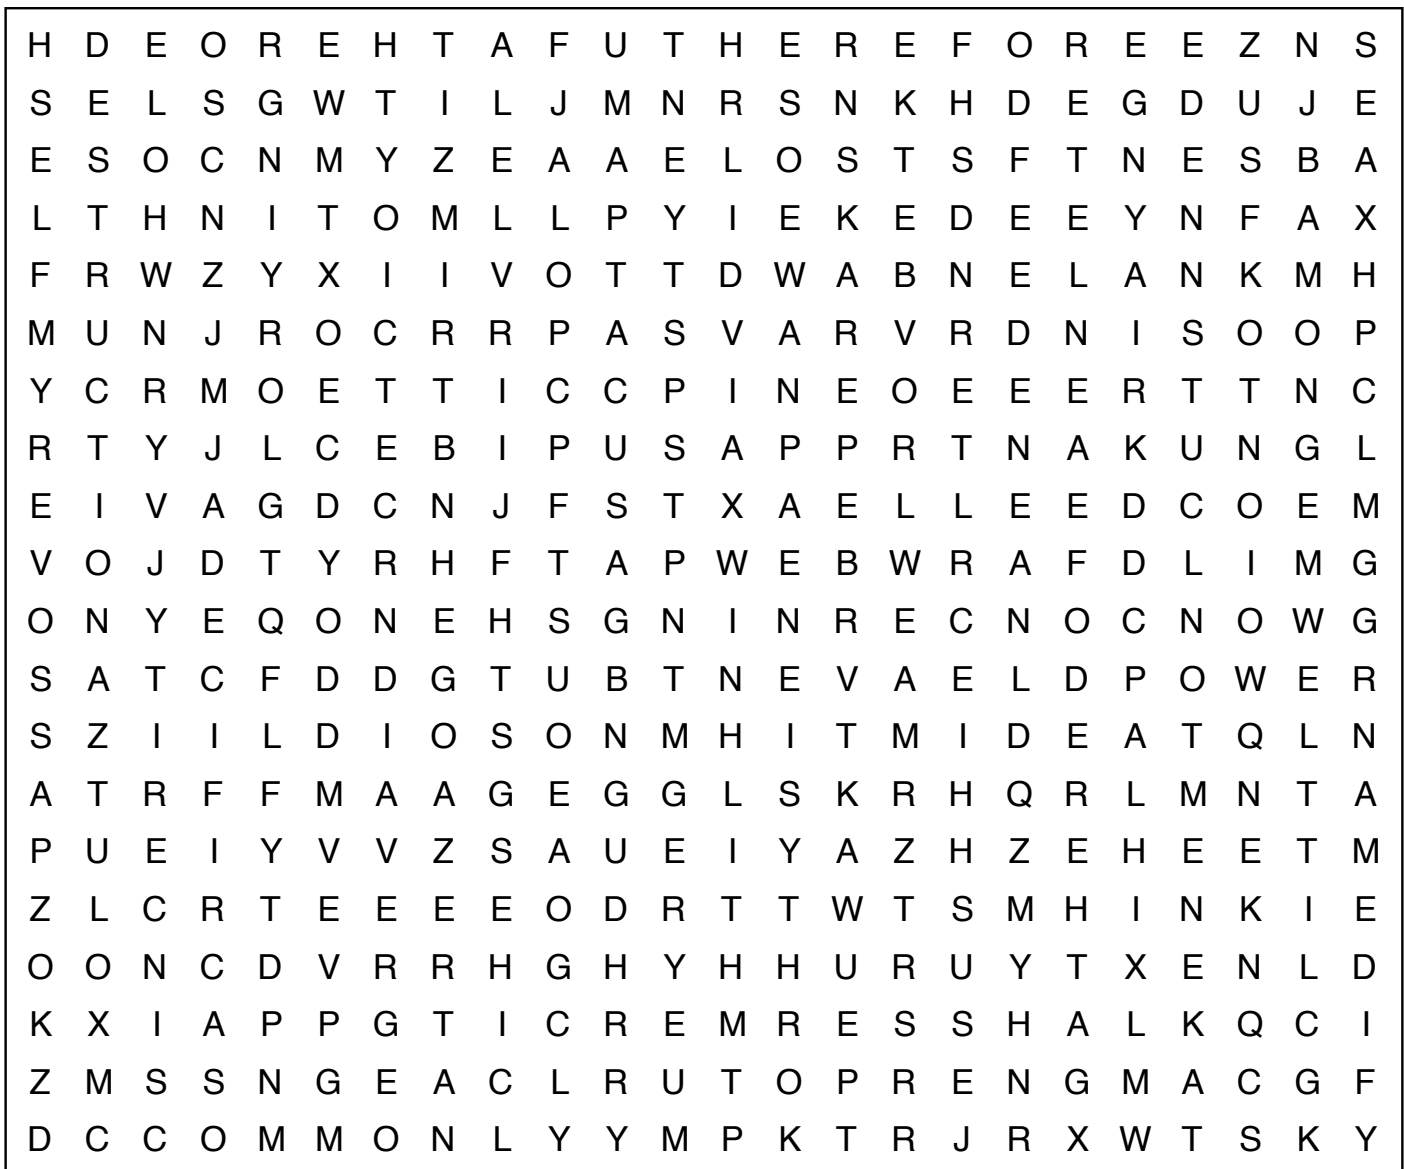 H D E O R E H T A F U T H E R E F O R E E Z N S
S E L S G W T I L J M N R S N K H D E G D U J E
E S O C N M Y Z E A A E L O S T S F T N E S B A
L T H N I T O M L L P Y I E K E D E E Y N F A X
F R W Z Y X I I V O T T D W A B N E L A N K M H
M U N J R O C R R P A S V A R V R D N I S O O P
Y C R M O E T T I C C P I N E O E E E R T T N C
R T Y J L C E B I P U S A P P R T N A K U N G L
E I V A G D C N J F S T X A E L L E E D C O E M
V O J D T Y R H F T A P W E B W R A F D L I M G
O N Y E Q O N E H S G N I N R E C N O C N O W G
S A T C F D D G T U B T N E V A E L D P O W E R
S Z I I L D I O S O N M H I T M I D E A T Q L N
A T R F F M A A G E G G L S K R H Q R L M N T A
P U E I Y V V Z S A U E I Y A Z H Z E H E E T M
Z L C R T E E E E O D R T T W T S M H I N K I E
O O N C D V R R H G H Y H H U R U Y T X E N L D
K X I A P P G T I C R E M R E S S H A L K Q C I
Z M S S N G E A C L R U T O P R E N G M A C G F
D C C O M M O N L Y Y M P K T R J R X W T S K Y